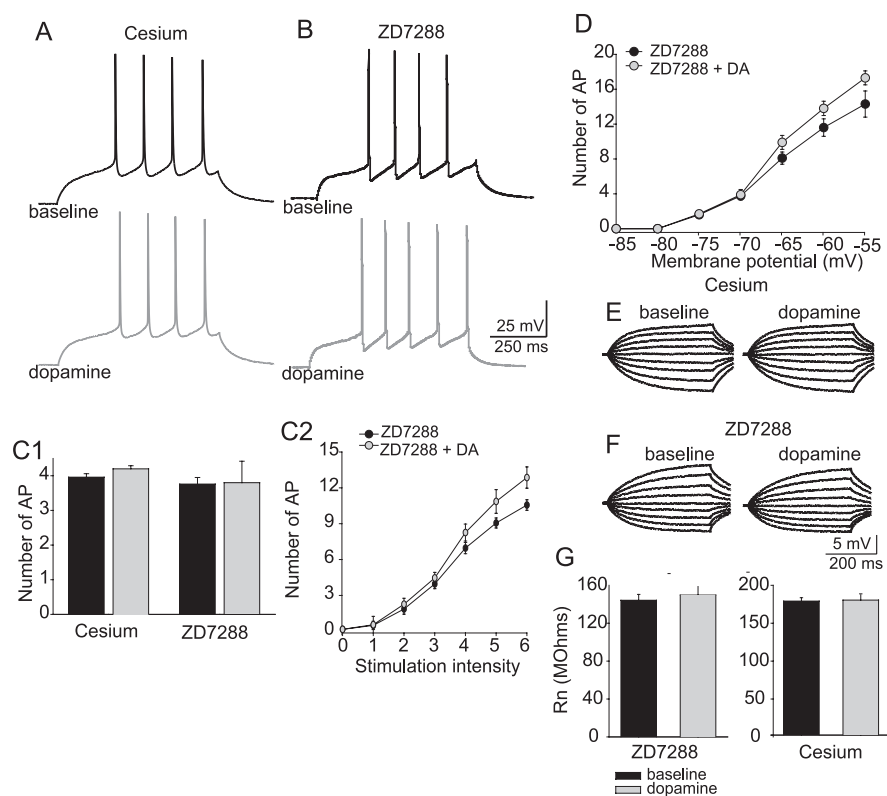 A
Cesium
baseline
dopamine
B
ZD7288
baseline
dopamine
25 mV
250 ms
C1
Number of AP
4
3
2
1
0
Cesium
ZD7288
C2
ZD7288
ZD7288 + DA
Number of AP
15
12
9
6
3
0
0 1 2 3 4 5 6
Stimulation intensity
D
ZD7288
ZD7288 + DA
Number of AP
20
16
12
8
4
0
-85 -80 -75 -70 -65 -60 -55
Membrane potential (mV)
Cesium
E
baseline
dopamine
ZD7288
F
baseline
dopamine
5 mV
200 ms
G
Rn (MOhms)
160
120
80
40
0
ZD7288
200
150
100
50
0
Cesium
baseline
dopamine